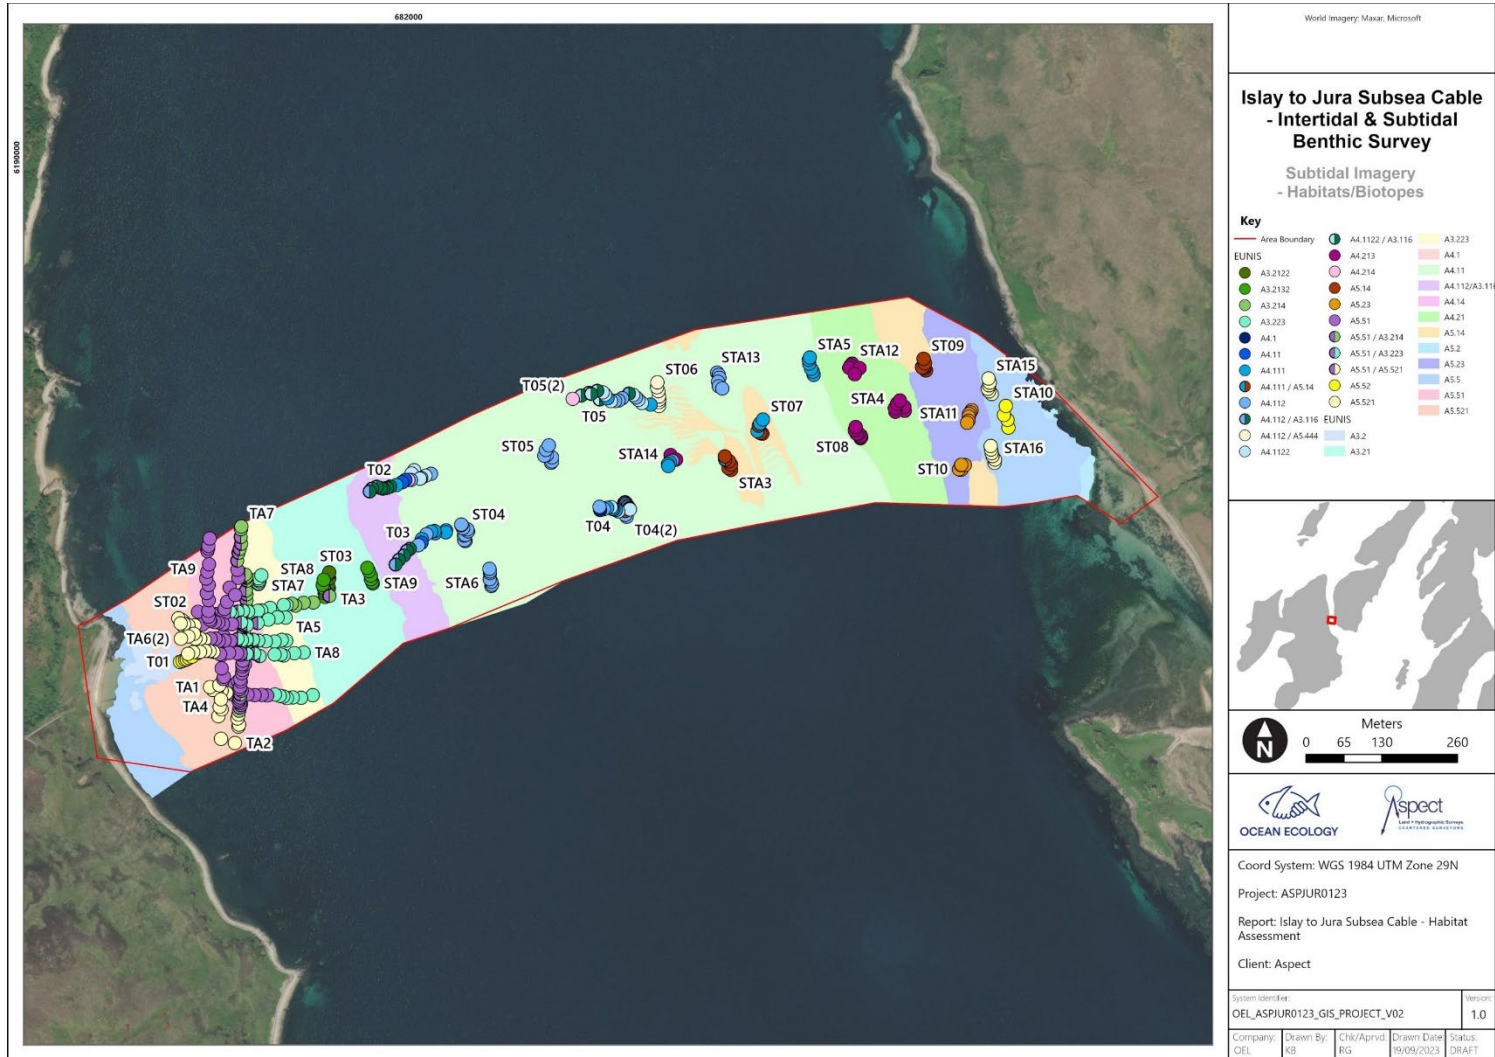 682000
6190000
STA5
STA12
ST09
STA13
ST06
STA15
T05(2)
STA10
T05
STA4
ST07
STA11
ST05
STA14
ST08
STA16
T02
STA3
ST10
TA7
T03
ST04
T04
T04(2)
ST03
STA8
TA9
STA7
STA9
STA6
ST02
TA3
TA5
TA6(2)
TA8
T01
TA1
TA4
TA2
World Imagery: Maxar, Microsoft
Islay to Jura Subsea Cable
- Intertidal & Subtidal
Benthic Survey
Subtidal Imagery
- Habitats/Biotopes
Key
Area Boundary
EUNIS
A3.2122
A3.2132
A3.214
A3.223
A4.1
A4.11
A4.111
A4.111 / A5.14
A4.112
A4.112 / A3.116
A4.112 / A5.444
A4.1122
A4.1122 / A3.116
A4.213
A4.214
A5.14
A5.23
A5.51
A5.51 / A3.214
A5.51 / A3.223
A5.51 / A5.521
A5.52
A5.521
EUNIS
A3.2
A3.21
A3.223
A4.1
A4.11
A4.112/A3.116
A4.14
A4.21
A5.14
A5.2
A5.23
A5.5
A5.51
A5.521
N
Meters
0 65 130 260
OCEAN ECOLOGY
Aspect
Land & Hydrographic Surveys
CHARTERED SURVEYORS
Coord System: WGS 1984 UTM Zone 29N
Project: ASPJUR0123
Report: Islay to Jura Subsea Cable - Habitat
Assessment
Client: Aspect
System Identifier:
OEL_ASPJUR0123_GIS_PROJECT_V02
Version:
1.0
Company:
OEL
Drawn By:
KB
Chk/Aprvd:
RG
Drawn Date:
19/09/2023
Status:
DRAFT